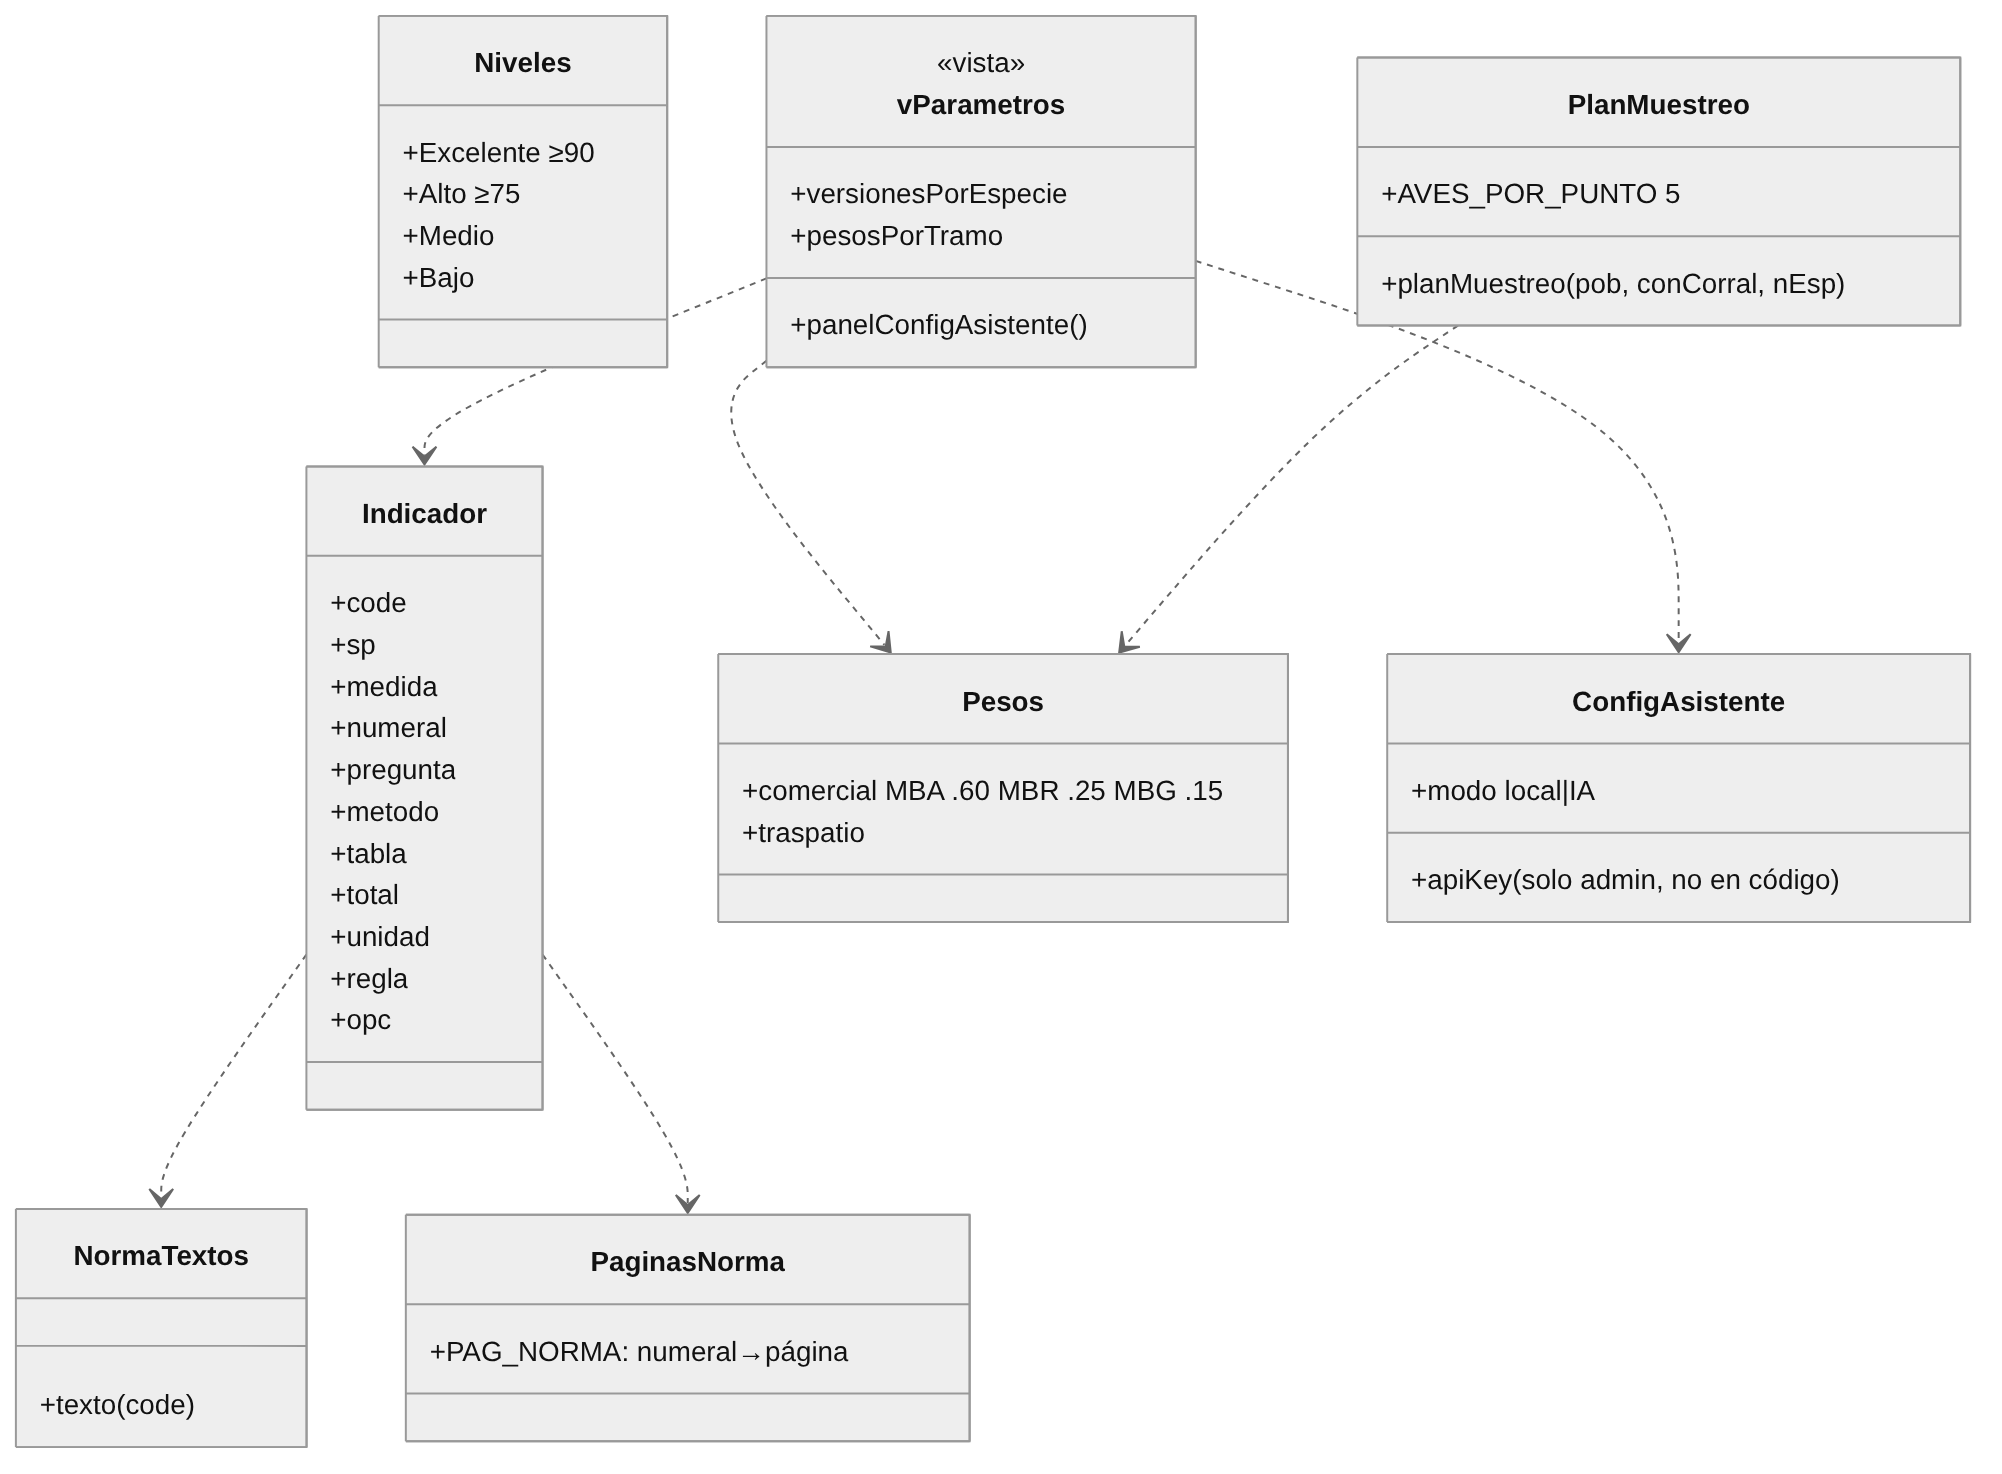 Niveles
+Excelente ≥90
+Alto ≥75
+Medio
+Bajo
«vista»
vParametros
+versionesPorEspecie
+pesosPorTramo
+panelConfigAsistente()
PlanMuestreo
+AVES_POR_PUNTO 5
+planMuestreo(pob, conCorral, nEsp)
Indicador
+code
+sp
+medida
+numeral
+pregunta
+metodo
+tabla
+total
+unidad
+regla
+opc
Pesos
+comercial MBA .60 MBR .25 MBG .15
+traspatio
ConfigAsistente
+modo local|IA
+apiKey(solo admin, no en código)
NormaTextos
+texto(code)
PaginasNorma
+PAG_NORMA: numeral→página